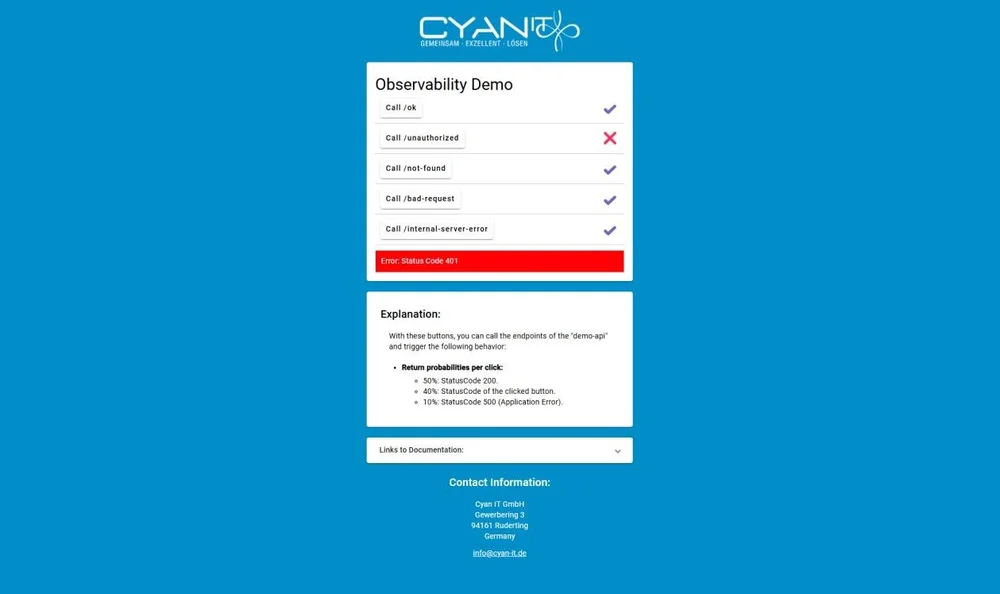 CYAN IT
GEMEINSAM · EXZELLENT · LÖSEN
Observability Demo
Call /ok
Call /unauthorized
Call /not-found
Call /bad-request
Call /internal-server-error
Error: Status Code 401
Explanation:
With these buttons, you can call the endpoints of the "demo-api"
and trigger the following behavior:
Return probabilities per click:
50%: StatusCode 200.
40%: StatusCode of the clicked button.
10%: StatusCode 500 (Application Error).
Links to Documentation:
Contact Information:
Cyan IT GmbH
Gewerbering 3
94161 Ruderting
Germany
info@cyan-it.de